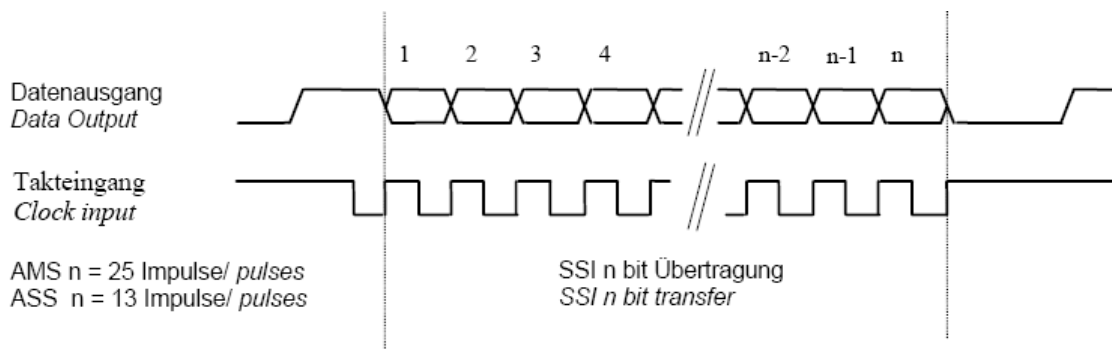 1 2 3 4 n-2 n-1 n
Datenausgang
Data Output
Takteingang
Clock input
AMS n = 25 Impulse/ pulses
ASS n = 13 Impulse/ pulses
SSI n bit Übertragung
SSI n bit transfer